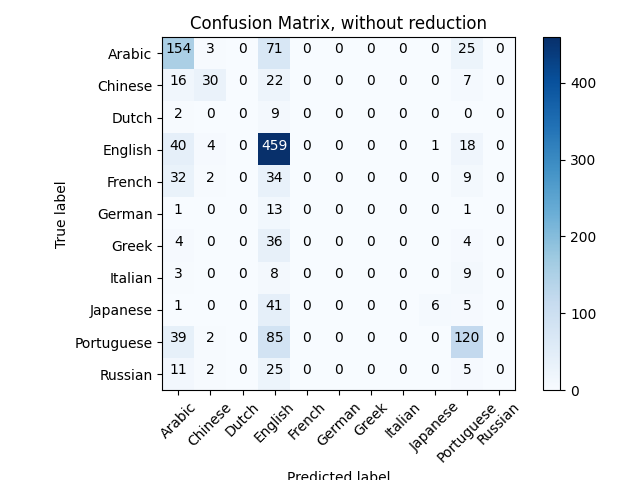 Confusion Matrix, without reduction
True label
Arabic 154 3 0 71 0 0 0 0 0 25 0
Chinese 16 30 0 22 0 0 0 0 0 7 0
Dutch 2 0 0 9 0 0 0 0 0 0 0
English 40 4 0 459 0 0 0 0 1 18 0
French 32 2 0 34 0 0 0 0 0 9 0
German 1 0 0 13 0 0 0 0 0 1 0
Greek 4 0 0 36 0 0 0 0 0 4 0
Italian 3 0 0 8 0 0 0 0 0 9 0
Japanese 1 0 0 41 0 0 0 0 6 5 0
Portuguese 39 2 0 85 0 0 0 0 0 120 0
Russian 11 2 0 25 0 0 0 0 0 5 0
Arabic Chinese Dutch English French German Greek Italian Japanese Portuguese Russian
Predicted label
400
300
200
100
0